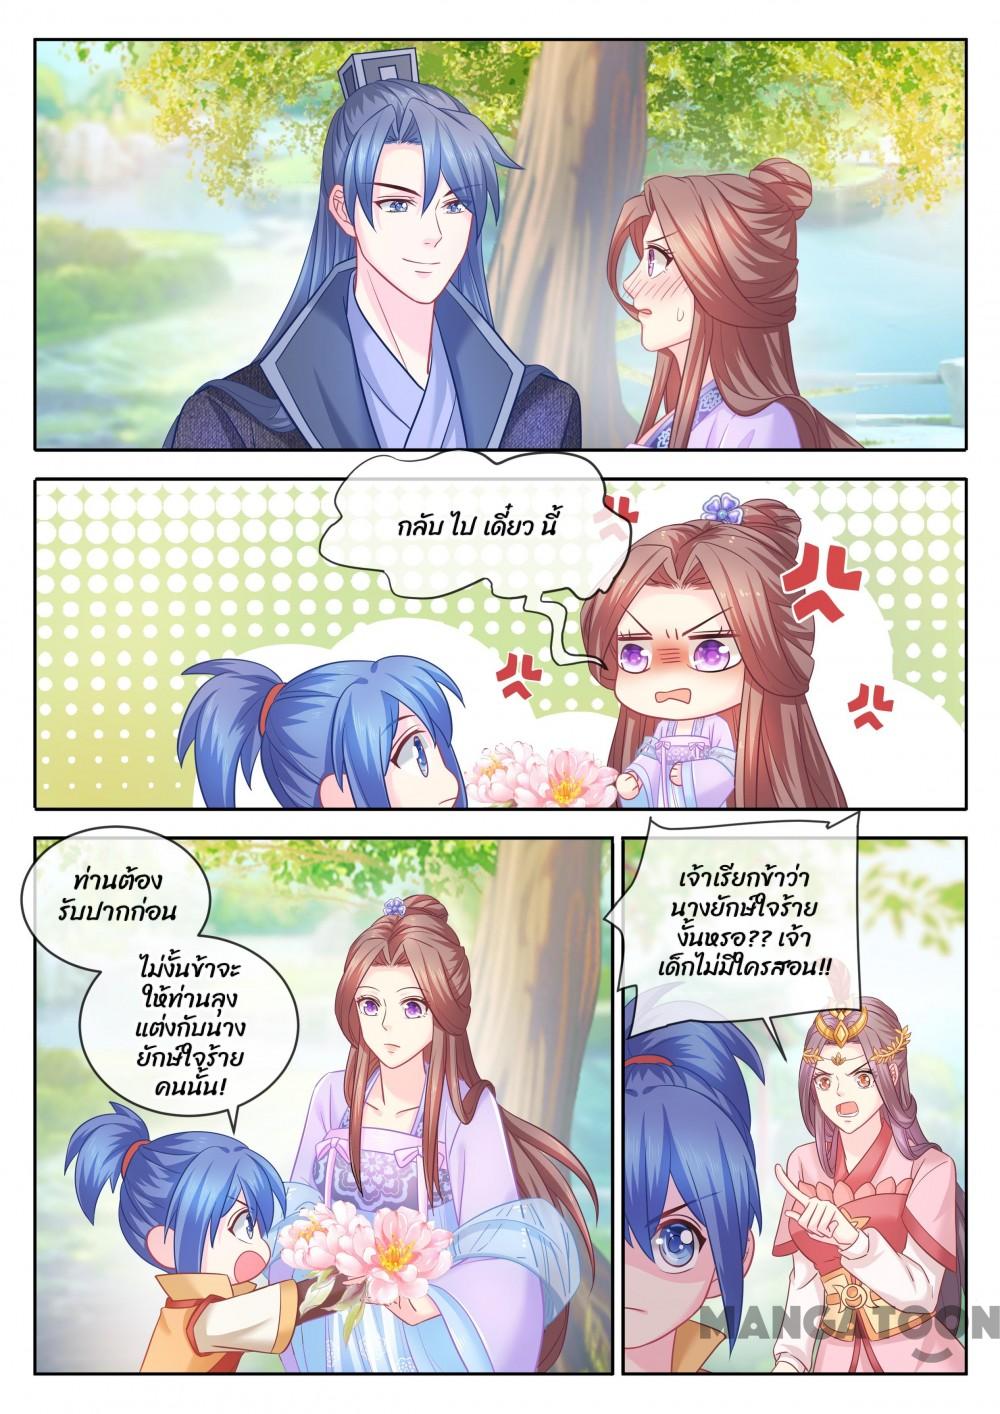 กลับ ไป เดี๋ยว นี้
ท่านต้อง
รับปากก่อน
ไม่งั้นข้าจะ
ให้ท่านลุง
แต่งกับนาง
ยักษ์ใจร้าย
คนนั้น!
เจ้าเรียกข้าว่า
นางยักษ์ใจร้าย
งั้นหรอ?? เจ้า
เด็กไม่มีใครสอน!!
MANGATOON